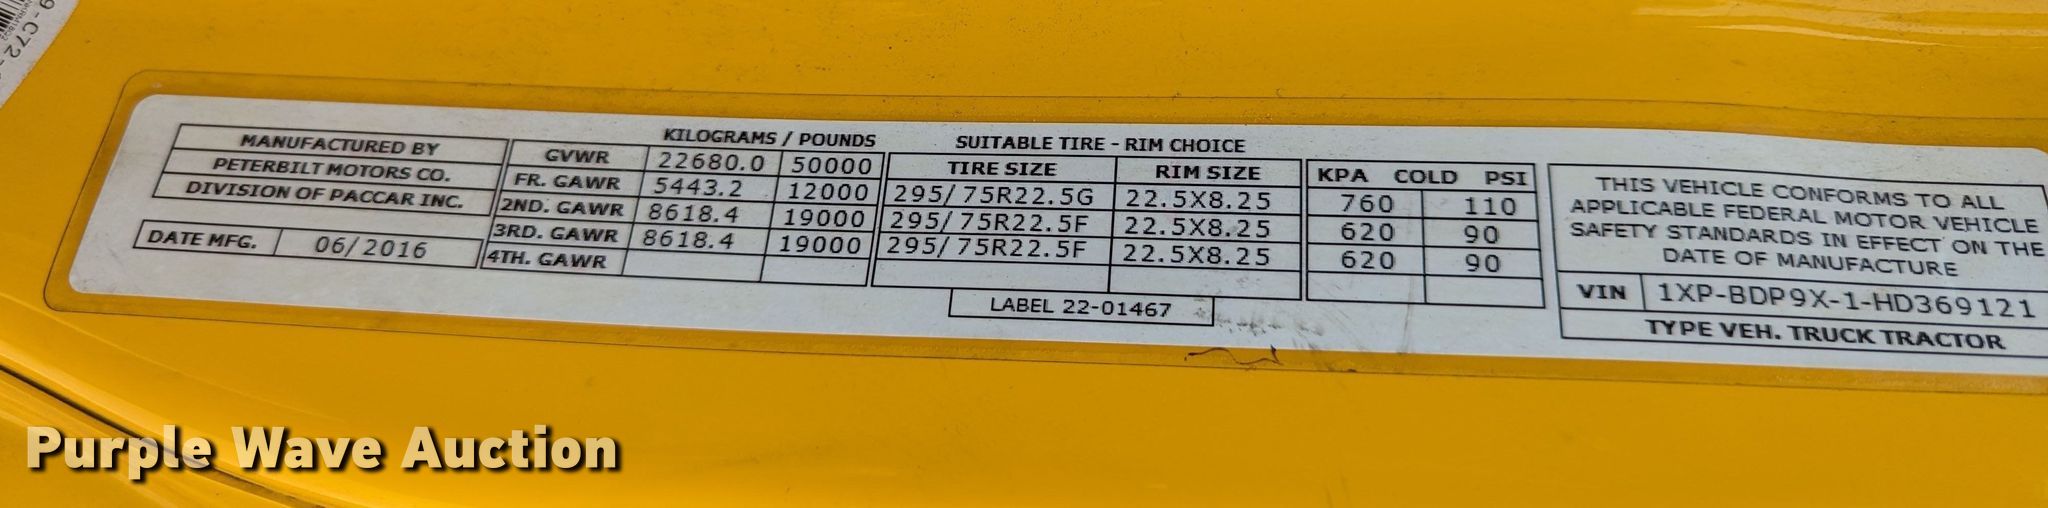 9-C72-
MANUFACTURED BY
PETERBILT MOTORS CO.
DIVISION OF PACCAR INC.
DATE MFG. 06/2016
KILOGRAMS / POUNDS
GVWR 22680.0 50000
FR. GAWR 5443.2 12000
2ND. GAWR 8618.4 19000
3RD. GAWR 8618.4 19000
4TH. GAWR
SUITABLE TIRE - RIM CHOICE
TIRE SIZE RIM SIZE KPA COLD PSI
295/75R22.5G 22.5X8.25 760 110
295/75R22.5F 22.5X8.25 620 90
295/75R22.5F 22.5X8.25 620 90
LABEL 22-01467
THIS VEHICLE CONFORMS TO ALL
APPLICABLE FEDERAL MOTOR VEHICLE
SAFETY STANDARDS IN EFFECT ON THE
DATE OF MANUFACTURE
VIN 1XP-BDP9X-1-HD369121
TYPE VEH. TRUCK TRACTOR
Purple Wave Auction